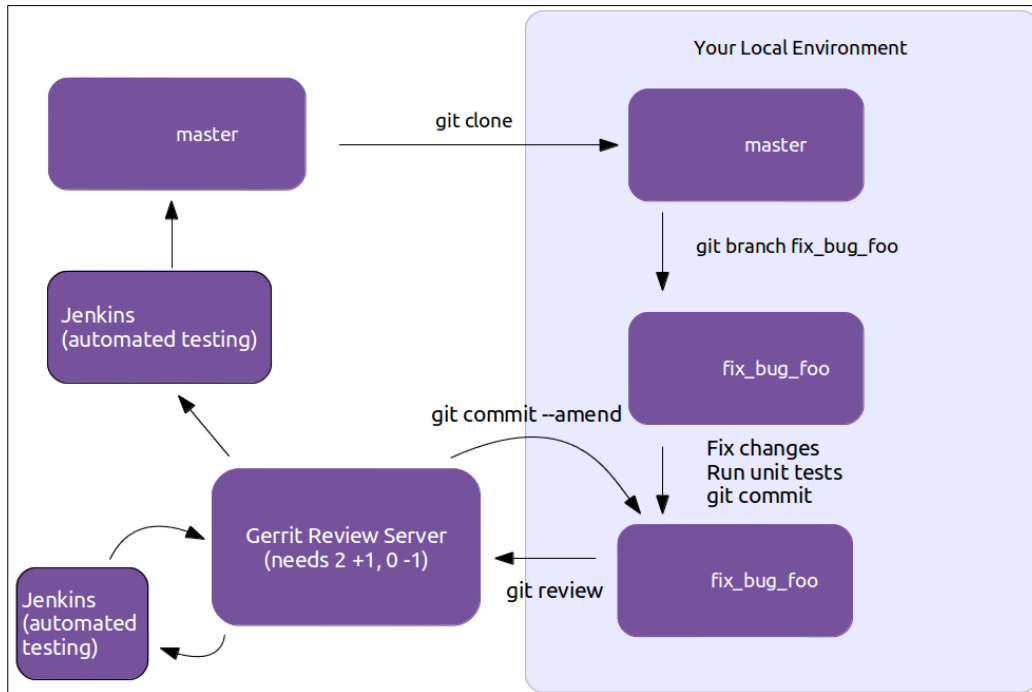 Your Local Environment
master
git clone
master
git branch fix_bug_foo
Jenkins
(automated testing)
fix_bug_foo
git commit --amend
Fix changes
Run unit tests
git commit
Gerrit Review Server
(needs 2 +1, 0 -1)
git review
fix_bug_foo
Jenkins
(automated
testing)